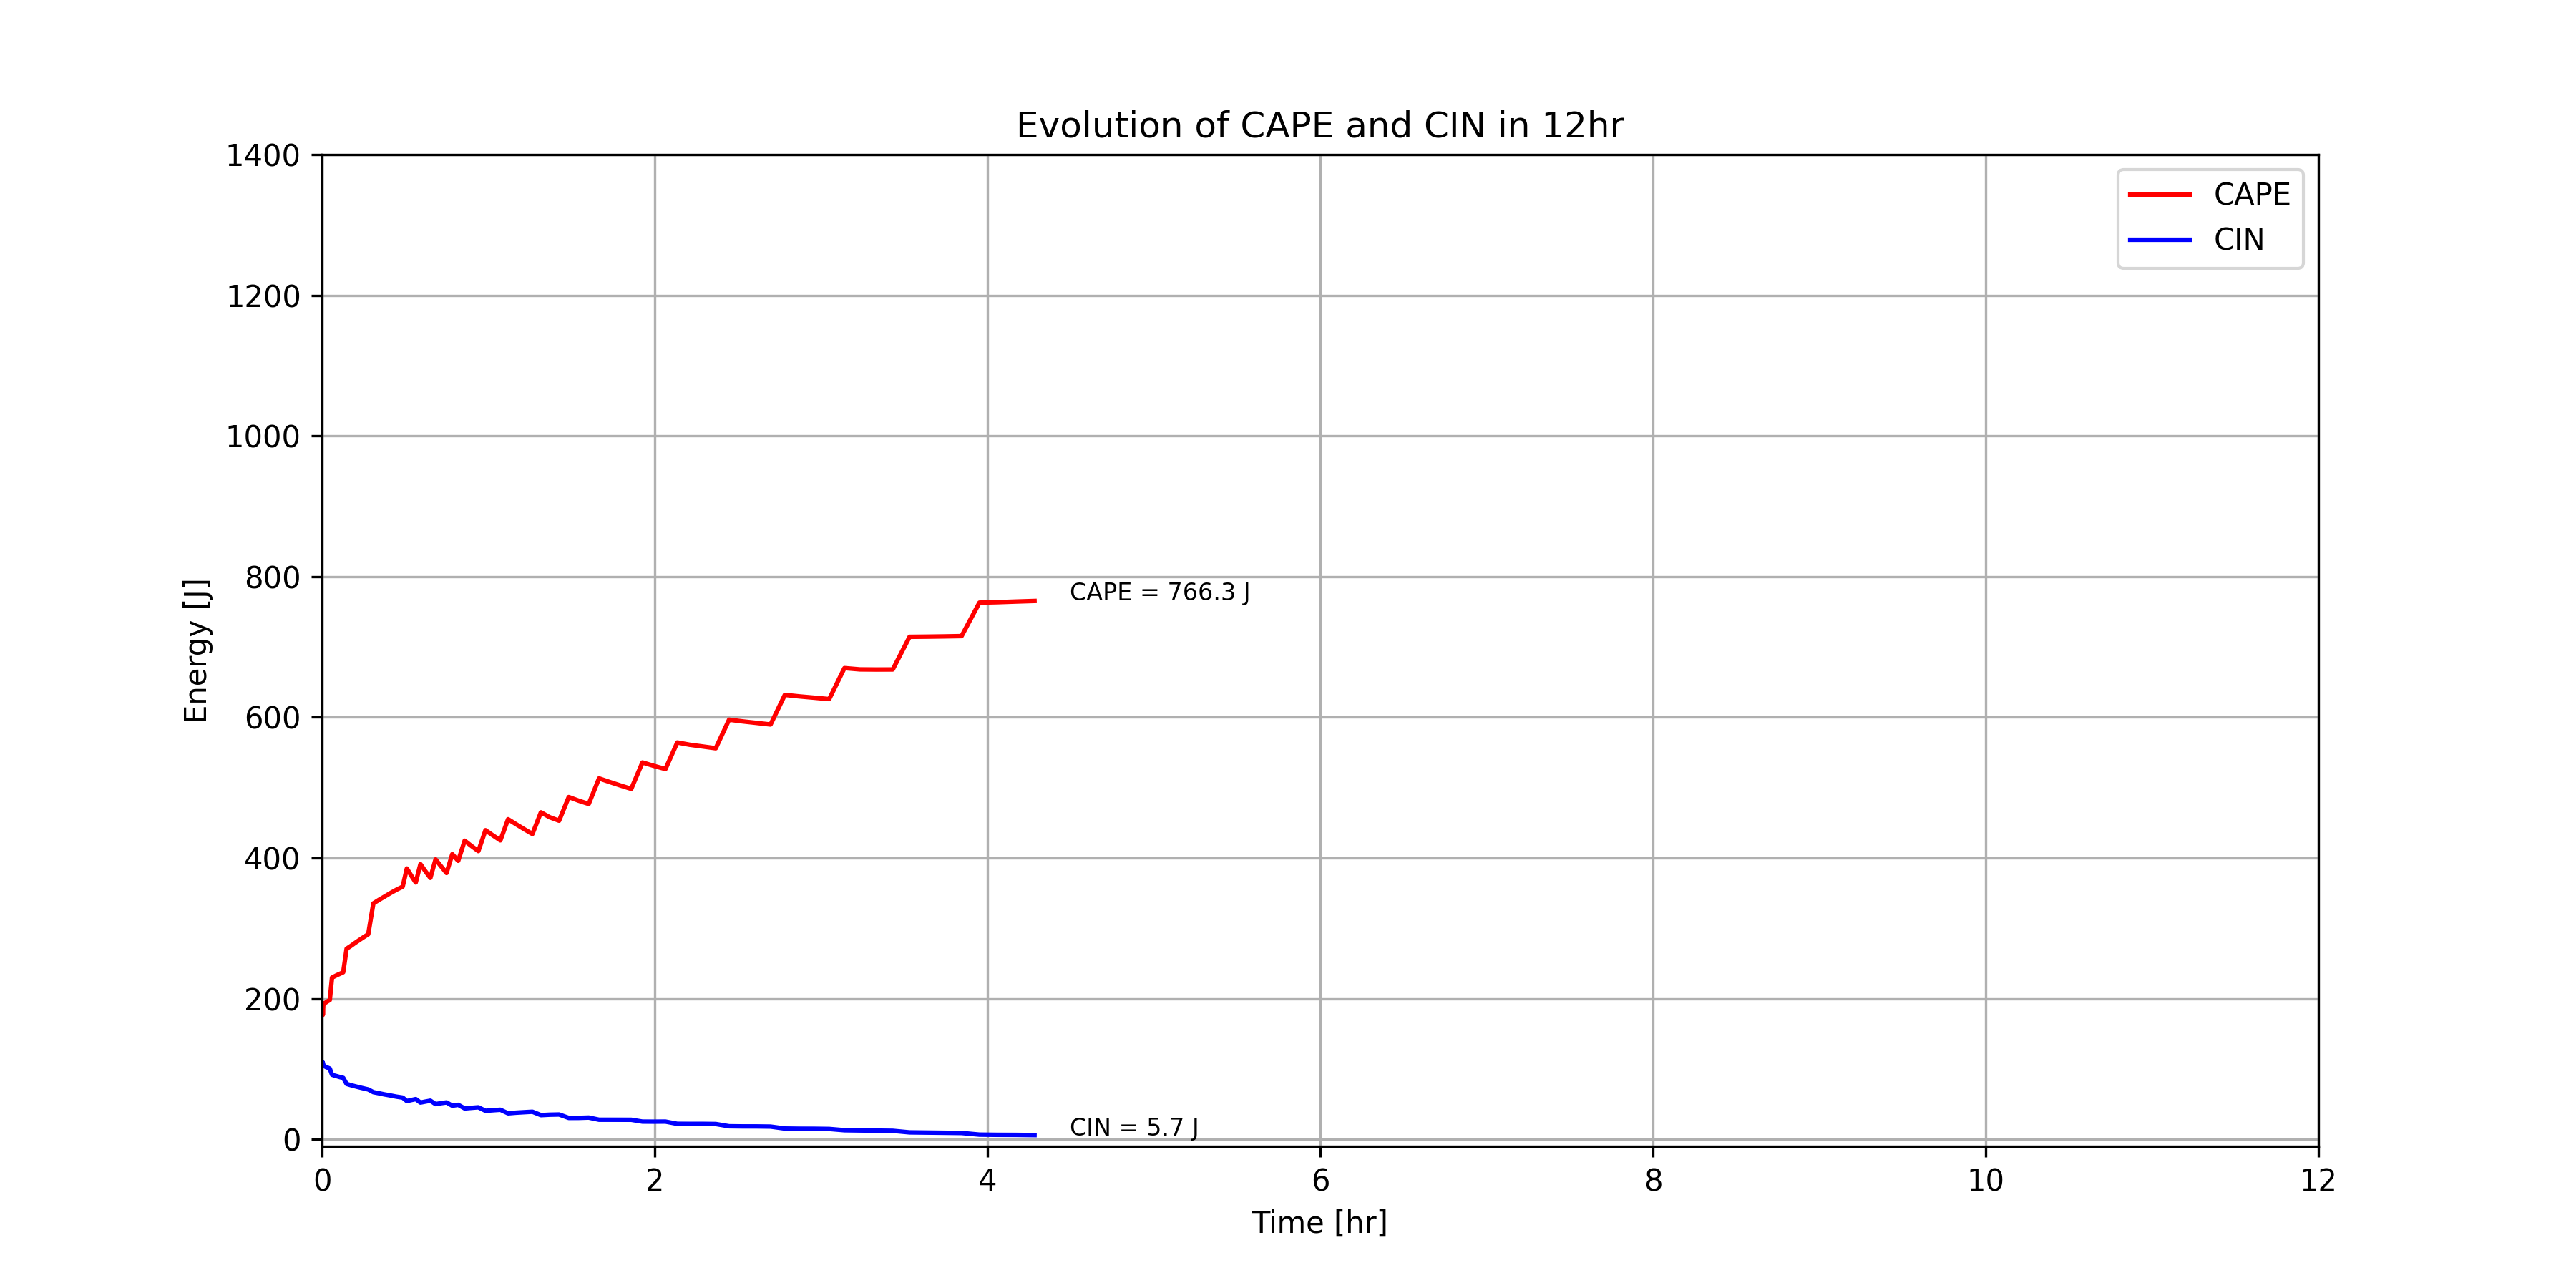 Evolution of CAPE and CIN in 12hr
1400
1200
1000
800
600
400
200
0
Energy [J]
CAPE
CIN
CAPE = 766.3 J
CIN = 5.7 J
0 2 4 6 8 10 12
Time [hr]